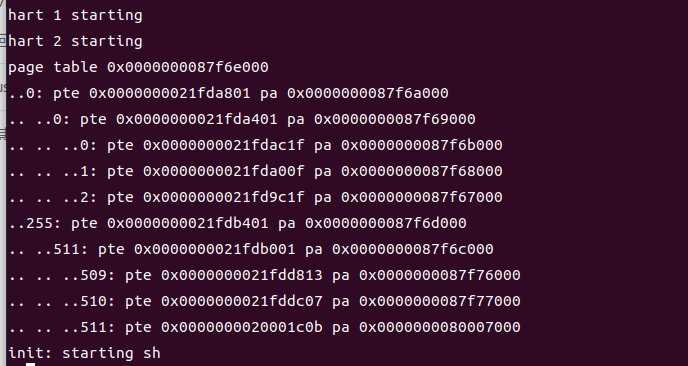 hart 1 starting
hart 2 starting
page table 0x0000000087f6e000
..0: pte 0x0000000021fda801 pa 0x0000000087f6a000
.. ..0: pte 0x0000000021fda401 pa 0x0000000087f69000
.. .. ..0: pte 0x0000000021fdac1f pa 0x0000000087f6b000
.. .. ..1: pte 0x0000000021fda00f pa 0x0000000087f68000
.. .. ..2: pte 0x0000000021fd9c1f pa 0x0000000087f67000
..255: pte 0x0000000021fdb401 pa 0x0000000087f6d000
.. ..511: pte 0x0000000021fdb001 pa 0x0000000087f6c000
.. .. ..509: pte 0x0000000021fdd813 pa 0x0000000087f76000
.. .. ..510: pte 0x0000000021fddc07 pa 0x0000000087f77000
.. .. ..511: pte 0x0000000020001c0b pa 0x0000000080007000
init: starting sh